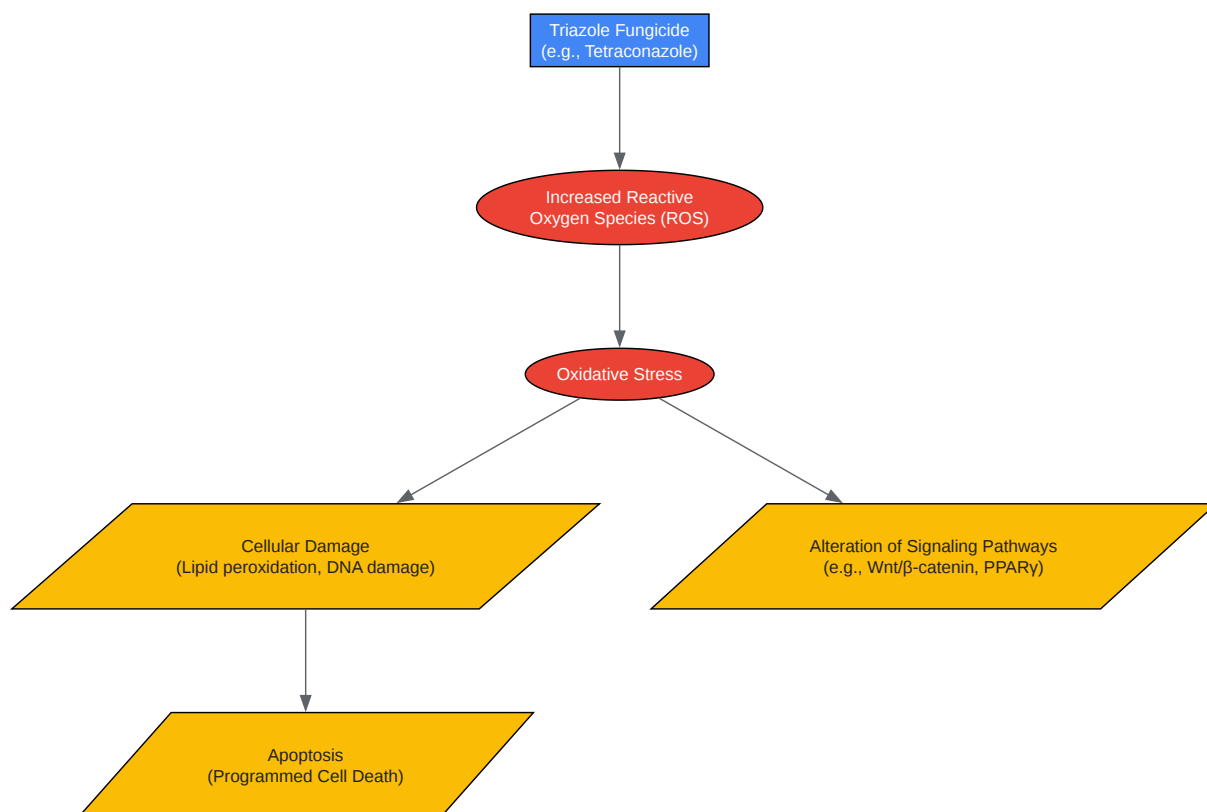 Triazole Fungicide
(e.g., Tetraconazole)
Increased Reactive
Oxygen Species (ROS)
Oxidative Stress
Cellular Damage
(Lipid peroxidation, DNA damage)
Alteration of Signaling Pathways
(e.g., Wnt/β-catenin, PPARγ)
Apoptosis
(Programmed Cell Death)